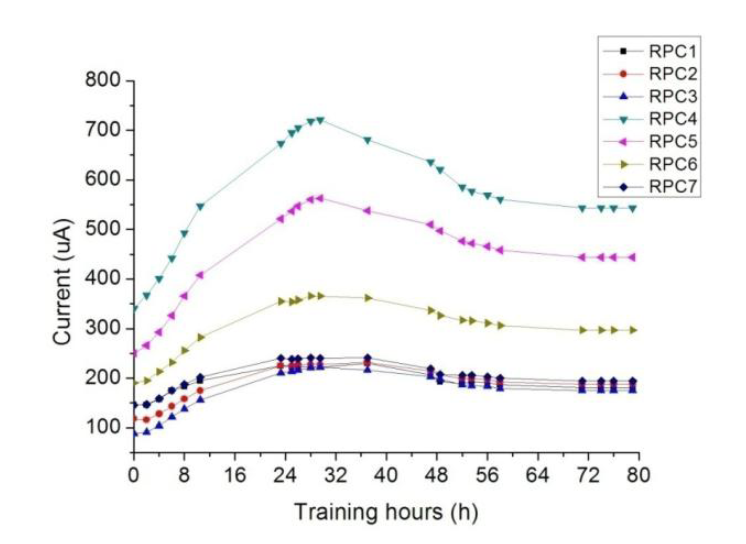 RPC1
RPC2
RPC3
RPC4
RPC5
RPC6
RPC7
800
700
600
500
400
300
200
100
Current (uA)
0 8 16 24 32 40 48 56 64 72 80
Training hours (h)